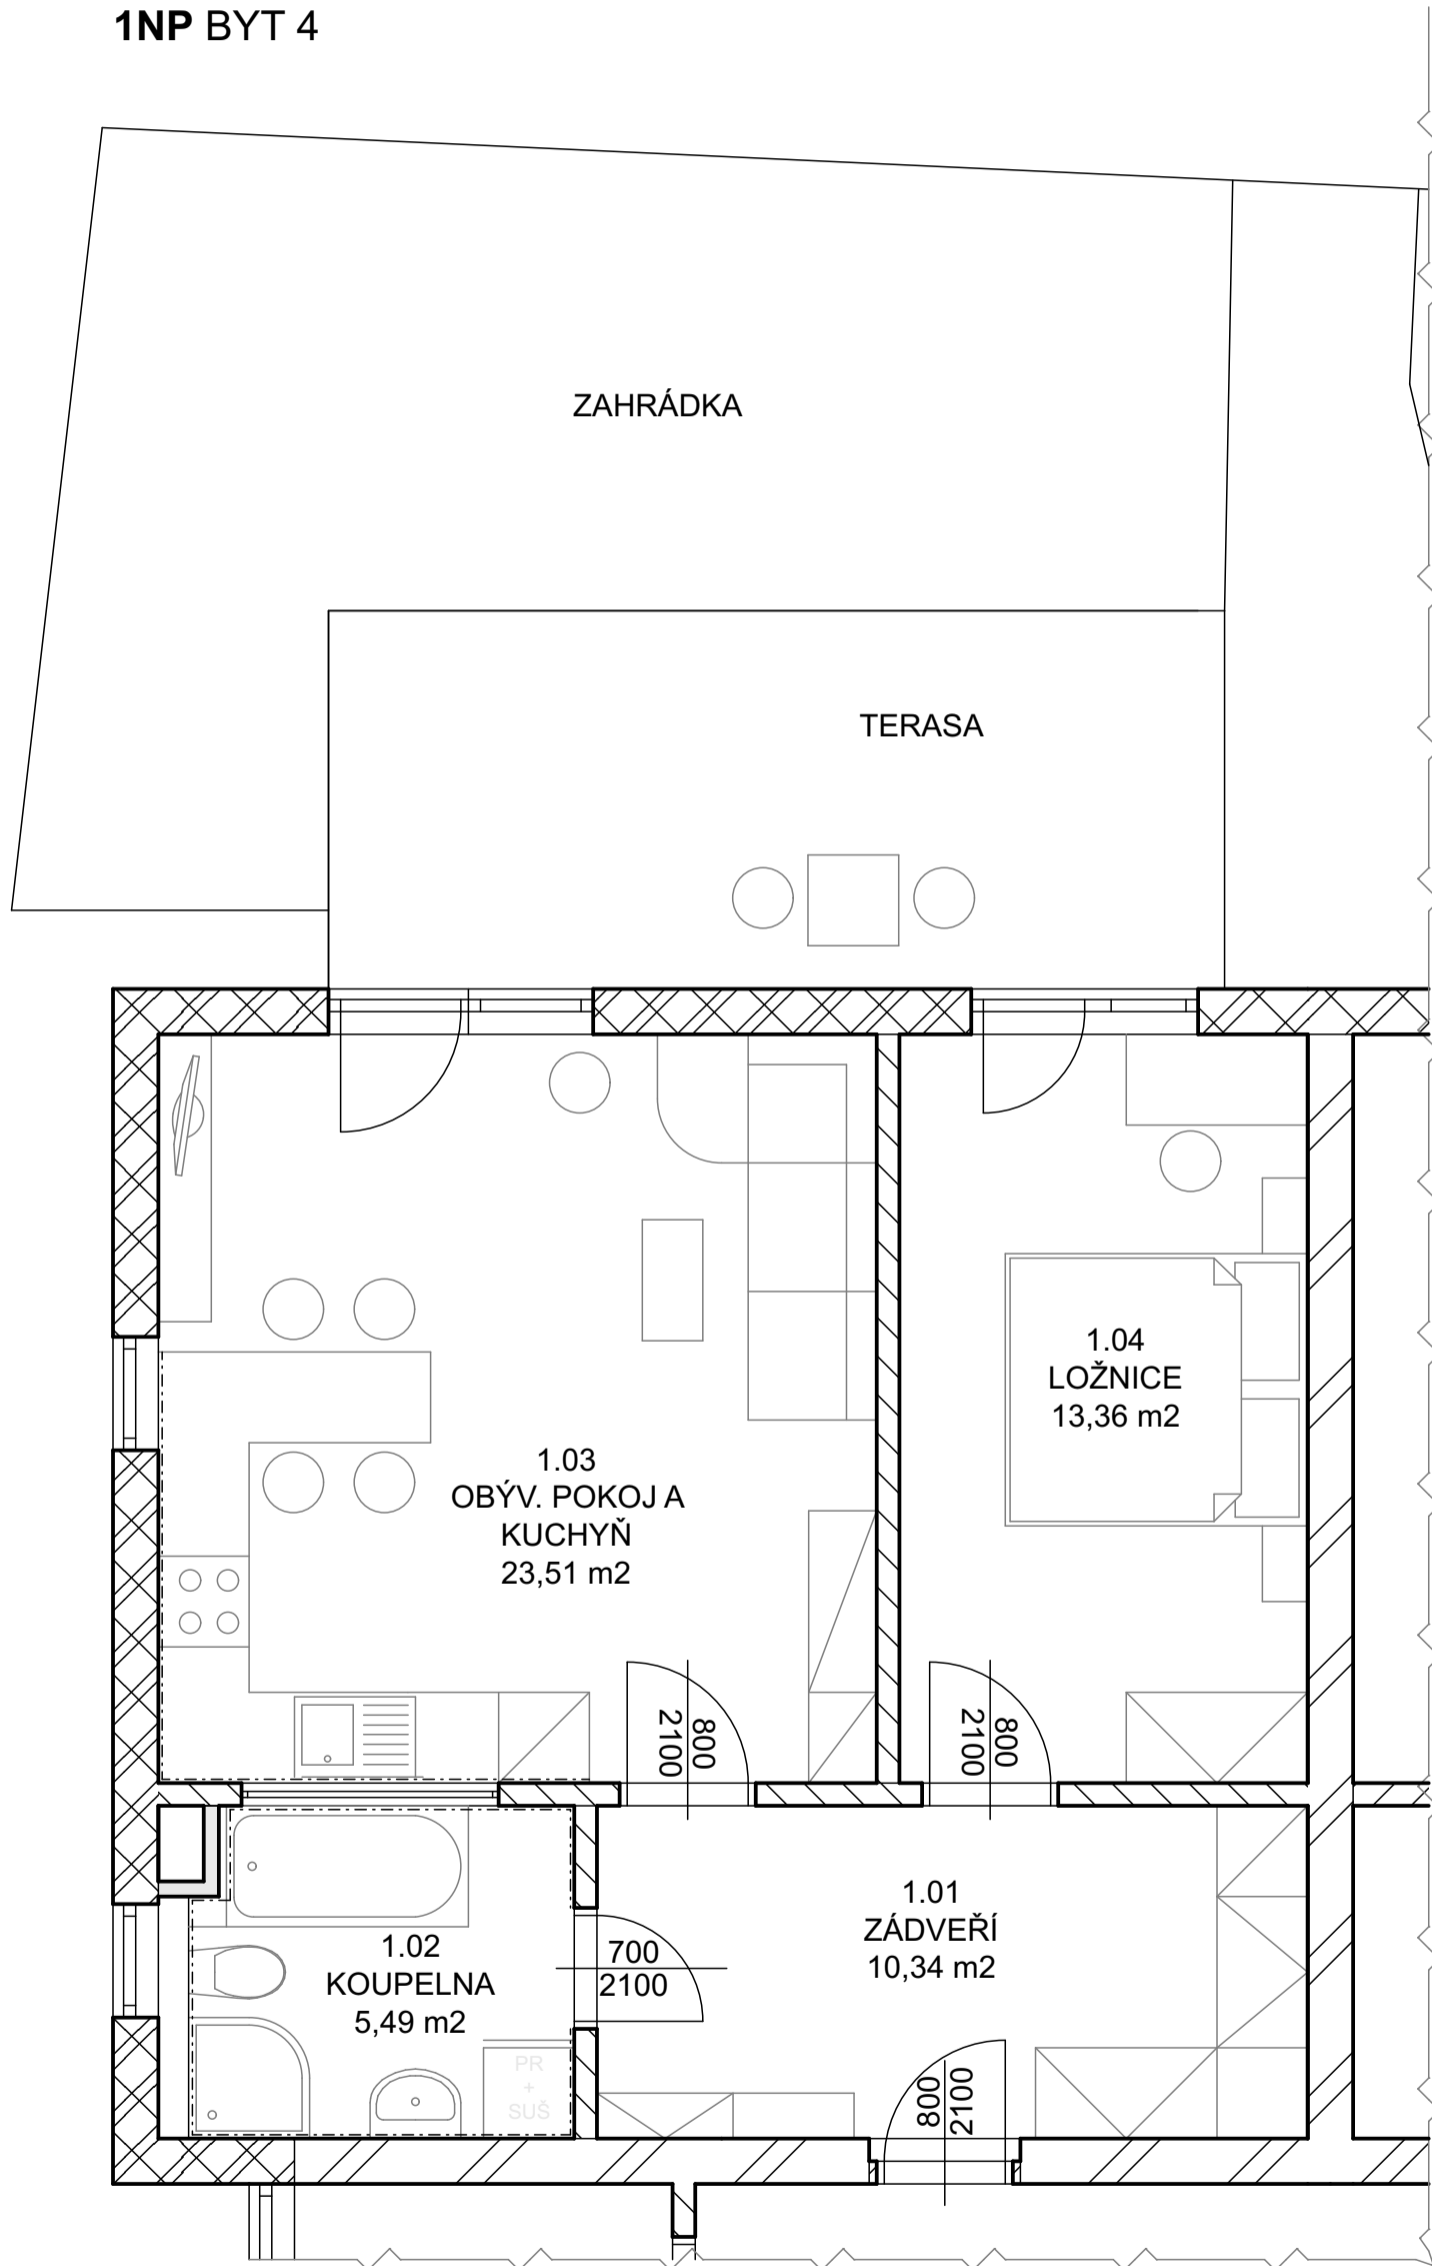 1NP BYT 4
ZAHRÁDKA
TERASA
1.04
LOŽNICE
13,36 m2
1.03
OBÝV. POKOJ A
KUCHYŇ
23,51 m2
800
2100
800
2100
1.01
ZÁDVEŘÍ
10,34 m2
1.02
KOUPELNA
5,49 m2
700
2100
PR
+
SUŠ
800
2100